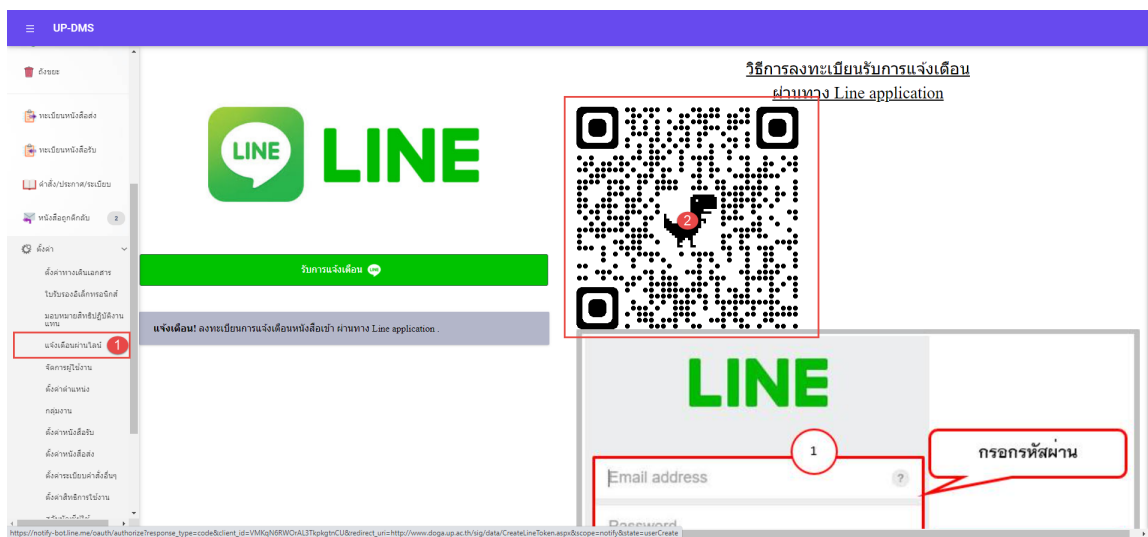 ☰ UP-DMS
ถังขยะ
ทะเบียนหนังสือส่ง
ทะเบียนหนังสือรับ
คำสั่ง/ประกาศ/ระเบียบ
หนังสือถูกตีกลับ 2
ตั้งค่า
ตั้งค่าทางเดินเอกสาร
ใบรับรองอิเล็กทรอนิกส์
มอบหมายสิทธิปฏิบัติงาน
แทน
แจ้งเตือนผ่านไลน์ 1
จัดการผู้ใช้งาน
ตั้งค่าตำแหน่ง
กลุ่มงาน
ตั้งค่าหนังสือรับ
ตั้งค่าหนังสือส่ง
ตั้งค่าระเบียบคำสั่งอื่นๆ
ตั้งค่าสิทธิการใช้งาน
LINE LINE
รับการแจ้งเตือน
แจ้งเตือน! ลงทะเบียนการแจ้งเตือนหนังสือเข้า ผ่านทาง Line application .
วิธีการลงทะเบียนรับการแจ้งเตือน
ผ่านทาง Line application
2
LINE
1
กรอกรหัสผ่าน
Email address ?
Password
https://notify-bot.line.me/oauth/authorize?response_type=code&client_id=VMKqN6RWOrAL3TkpkgtnCU&redirect_uri=http://www.doga.up.ac.th/sig/data/CreateLineToken.aspx&scope=notify&state=userCreate